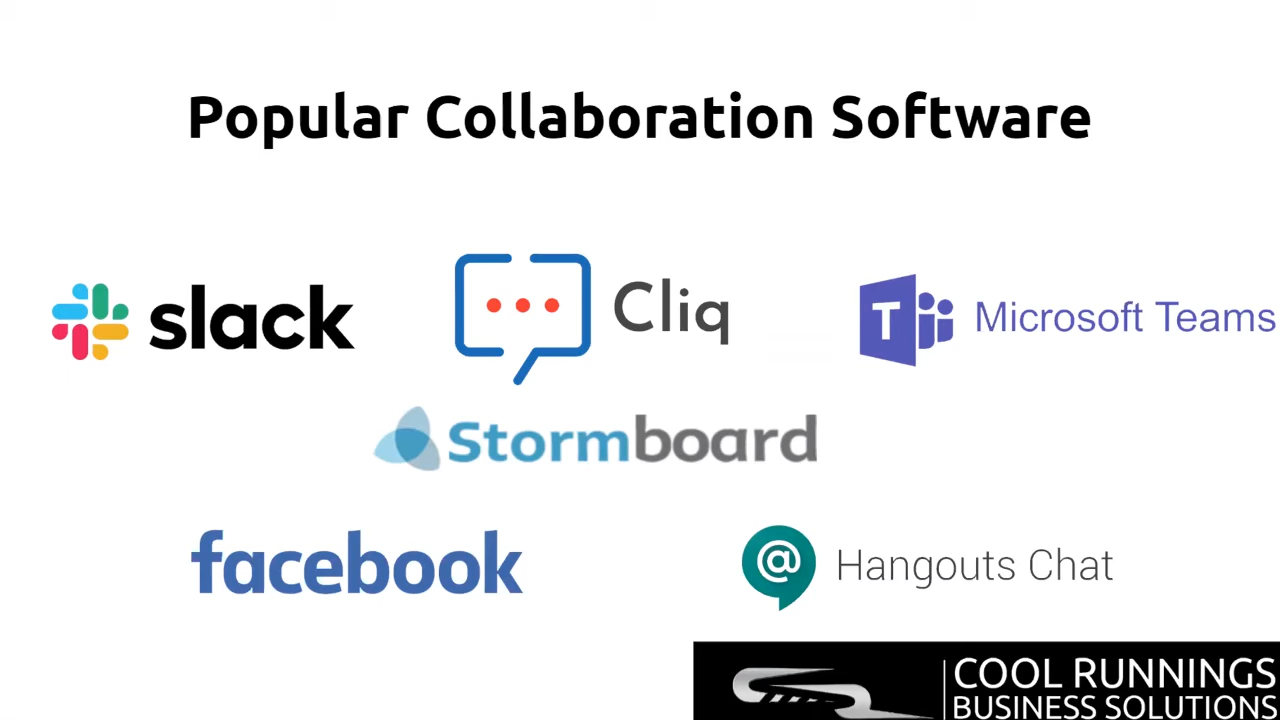 Popular Collaboration Software
slack
Cliq
T Microsoft Teams
Stormboard
facebook
@ Hangouts Chat
COOL RUNNINGS
BUSINESS SOLUTIONS